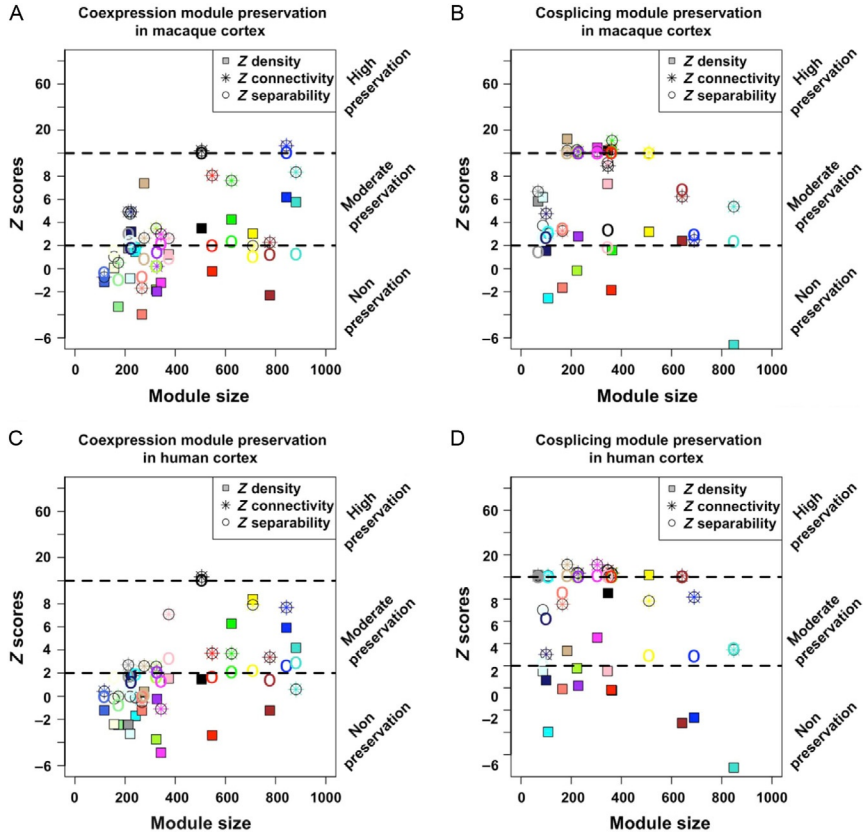 A
Coexpression module preservation
in macaque cortex
Z density
Z connectivity
Z separability
High
preservation
Moderate
preservation
Non
preservation
Z scores
80
20
8
6
4
2
0
−2
−6
0
200
400
600
800
1000
Module size
B
Cosplicing module preservation
in macaque cortex
Z density
Z connectivity
Z separability
High
preservation
Moderate
preservation
Non
preservation
Z scores
80
20
8
6
4
2
0
−2
−6
0
200
400
600
800
1000
Module size
C
Coexpression module preservation
in human cortex
Z density
Z connectivity
Z separability
High
preservation
Moderate
preservation
Non
preservation
Z scores
80
20
8
6
4
2
0
−2
−6
0
200
400
600
800
1000
Module size
D
Cosplicing module preservation
in human cortex
Z density
Z connectivity
Z separability
High
preservation
Moderate
preservation
Non
preservation
Z scores
80
20
8
6
4
2
0
−2
−6
0
200
400
600
800
1000
Module size